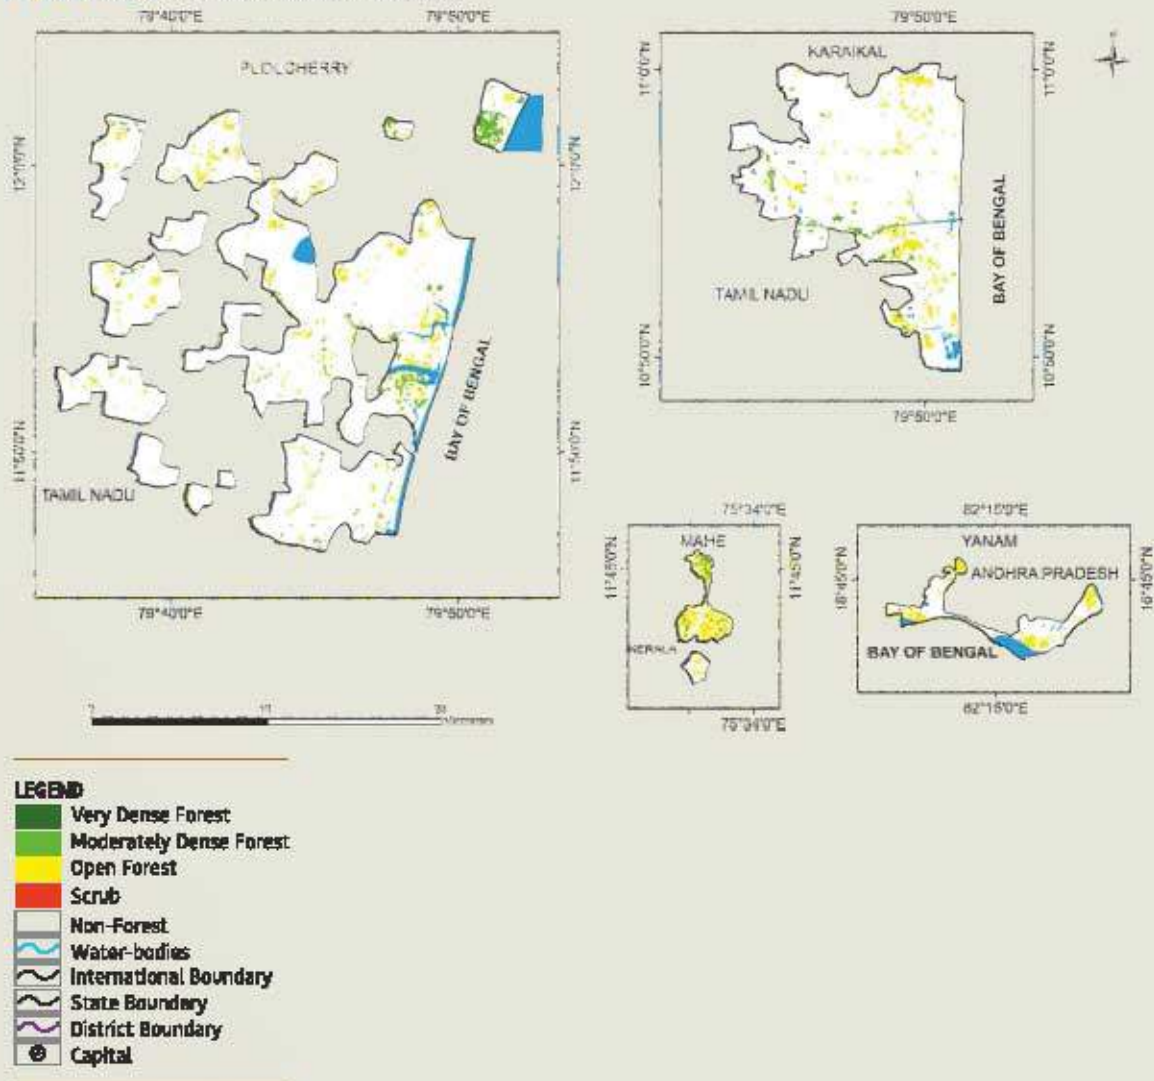 79°40'0"E
79°50'0"E
79°50'0"E
KARAIKAL
11°0'0"N
11°0'0"N
12°0'0"N
12°0'0"N
BAY OF BENGAL
TAMIL NADU
10°50'0"N
10°50'0"N
79°50'0"E
BAY OF BENGAL
11°50'0"N
11°50'0"N
TAMIL NADU
79°40'0"E
79°50'0"E
75°34'0"E
MAHE
11°45'0"N
11°45'0"N
KERALA
75°34'0"E
82°15'0"E
YANAM
ANDHRA PRADESH
16°45'0"N
16°45'0"N
BAY OF BENGAL
82°15'0"E
LEGEND
Very Dense Forest
Moderately Dense Forest
Open Forest
Scrub
Non-Forest
Water-bodies
International Boundary
State Boundary
District Boundary
Capital